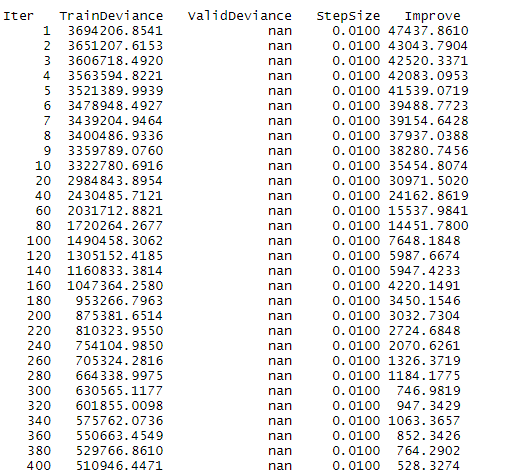 Iter TrainDeviance ValidDeviance StepSize Improve
1 3694206.8541 nan 0.0100 47437.8610
2 3651207.6153 nan 0.0100 43043.7904
3 3606718.4920 nan 0.0100 42520.3371
4 3563594.8221 nan 0.0100 42083.0953
5 3521389.9939 nan 0.0100 41539.0719
6 3478948.4927 nan 0.0100 39488.7723
7 3439204.9464 nan 0.0100 39154.6428
8 3400486.9336 nan 0.0100 37937.0388
9 3359789.0760 nan 0.0100 38280.7456
10 3322780.6916 nan 0.0100 35454.8074
20 2984843.8954 nan 0.0100 30971.5020
40 2430485.7121 nan 0.0100 24162.8619
60 2031712.8821 nan 0.0100 15537.9841
80 1720264.2677 nan 0.0100 14451.7800
100 1490458.3062 nan 0.0100 7648.1848
120 1305152.4185 nan 0.0100 5987.6674
140 1160833.3814 nan 0.0100 5947.4233
160 1047364.2580 nan 0.0100 4220.1491
180 953266.7963 nan 0.0100 3450.1546
200 875381.6514 nan 0.0100 3032.7304
220 810323.9550 nan 0.0100 2724.6848
240 754104.9850 nan 0.0100 2070.6261
260 705324.2816 nan 0.0100 1326.3719
280 664338.9975 nan 0.0100 1184.1775
300 630565.1177 nan 0.0100 746.9819
320 601855.0098 nan 0.0100 947.3429
340 575762.0736 nan 0.0100 1063.3657
360 550663.4549 nan 0.0100 852.3426
380 529766.8610 nan 0.0100 764.2902
400 510946.4471 nan 0.0100 528.3274